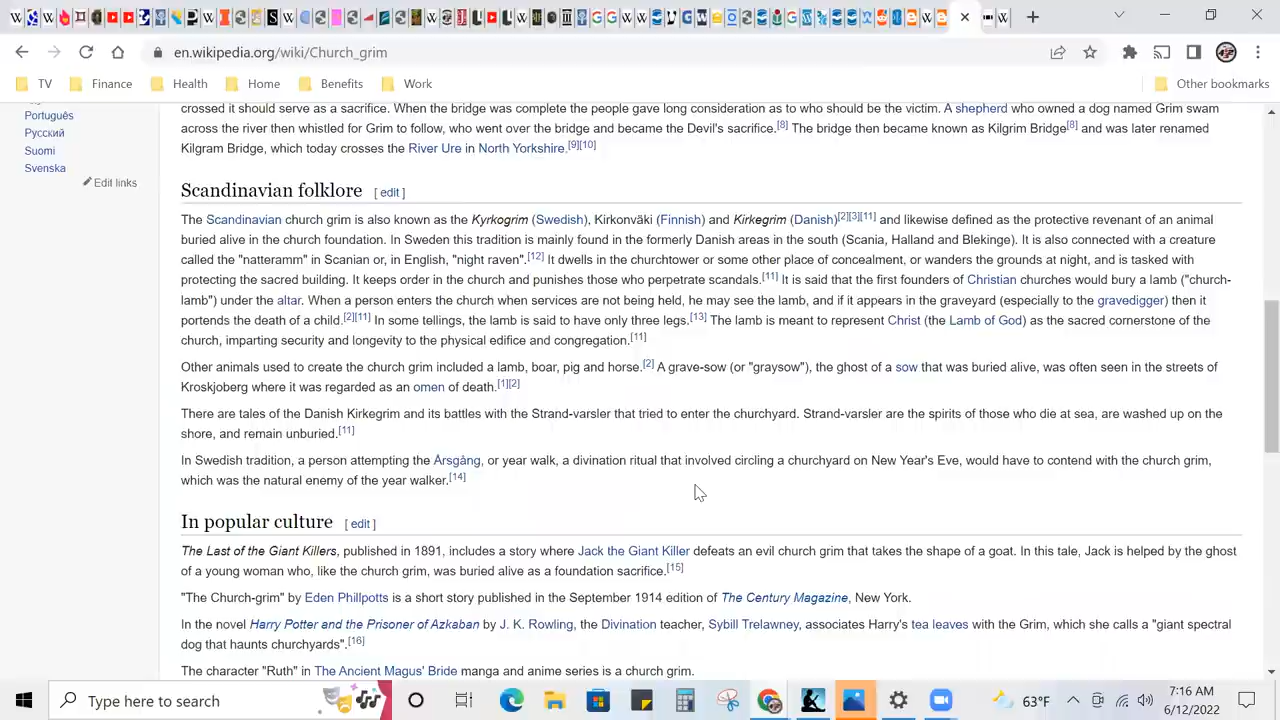 en.wikipedia.org/wiki/Church_grim
TV Finance Health Home Benefits Work Other bookmarks
Português
Русский
Suomi
Svenska
Edit links
crossed it should serve as a sacrifice. When the bridge was complete the people gave long consideration as to who should be the victim. A shepherd who owned a dog named Grim swam
across the river then whistled for Grim to follow, who went over the bridge and became the Devil's sacrifice.[8] The bridge then became known as Kilgrim Bridge[8] and was later renamed
Kilgram Bridge, which today crosses the River Ure in North Yorkshire.[9][10]
Scandinavian folklore [ edit ]
The Scandinavian church grim is also known as the Kyrkogrim (Swedish), Kirkonväki (Finnish) and Kirkegrim (Danish)[2][3][11] and likewise defined as the protective revenant of an animal
buried alive in the church foundation. In Sweden this tradition is mainly found in the formerly Danish areas in the south (Scania, Halland and Blekinge). It is also connected with a creature
called the "natteramm" in Scanian or, in English, "night raven".[12] It dwells in the churchtower or some other place of concealment, or wanders the grounds at night, and is tasked with
protecting the sacred building. It keeps order in the church and punishes those who perpetrate scandals.[11] It is said that the first founders of Christian churches would bury a lamb ("church-
lamb") under the altar. When a person enters the church when services are not being held, he may see the lamb, and if it appears in the graveyard (especially to the gravedigger) then it
portends the death of a child.[2][11] In some tellings, the lamb is said to have only three legs.[13] The lamb is meant to represent Christ (the Lamb of God) as the sacred cornerstone of the
church, imparting security and longevity to the physical edifice and congregation.[11]
Other animals used to create the church grim included a lamb, boar, pig and horse.[2] A grave-sow (or "graysow"), the ghost of a sow that was buried alive, was often seen in the streets of
Kroskjoberg where it was regarded as an omen of death.[1][2]
There are tales of the Danish Kirkegrim and its battles with the Strand-varsler that tried to enter the churchyard. Strand-varsler are the spirits of those who die at sea, are washed up on the
shore, and remain unburied.[11]
In Swedish tradition, a person attempting the Årsgång, or year walk, a divination ritual that involved circling a churchyard on New Year's Eve, would have to contend with the church grim,
which was the natural enemy of the year walker.[14]
In popular culture [ edit ]
The Last of the Giant Killers, published in 1891, includes a story where Jack the Giant Killer defeats an evil church grim that takes the shape of a goat. In this tale, Jack is helped by the ghost
of a young woman who, like the church grim, was buried alive as a foundation sacrifice.[15]
"The Church-grim" by Eden Phillpotts is a short story published in the September 1914 edition of The Century Magazine, New York.
In the novel Harry Potter and the Prisoner of Azkaban by J. K. Rowling, the Divination teacher, Sybill Trelawney, associates Harry's tea leaves with the Grim, which she calls a "giant spectral
dog that haunts churchyards".[16]
The character "Ruth" in The Ancient Magus' Bride manga and anime series is a church grim.
Type here to search
63°F
7:16 AM
6/12/2022